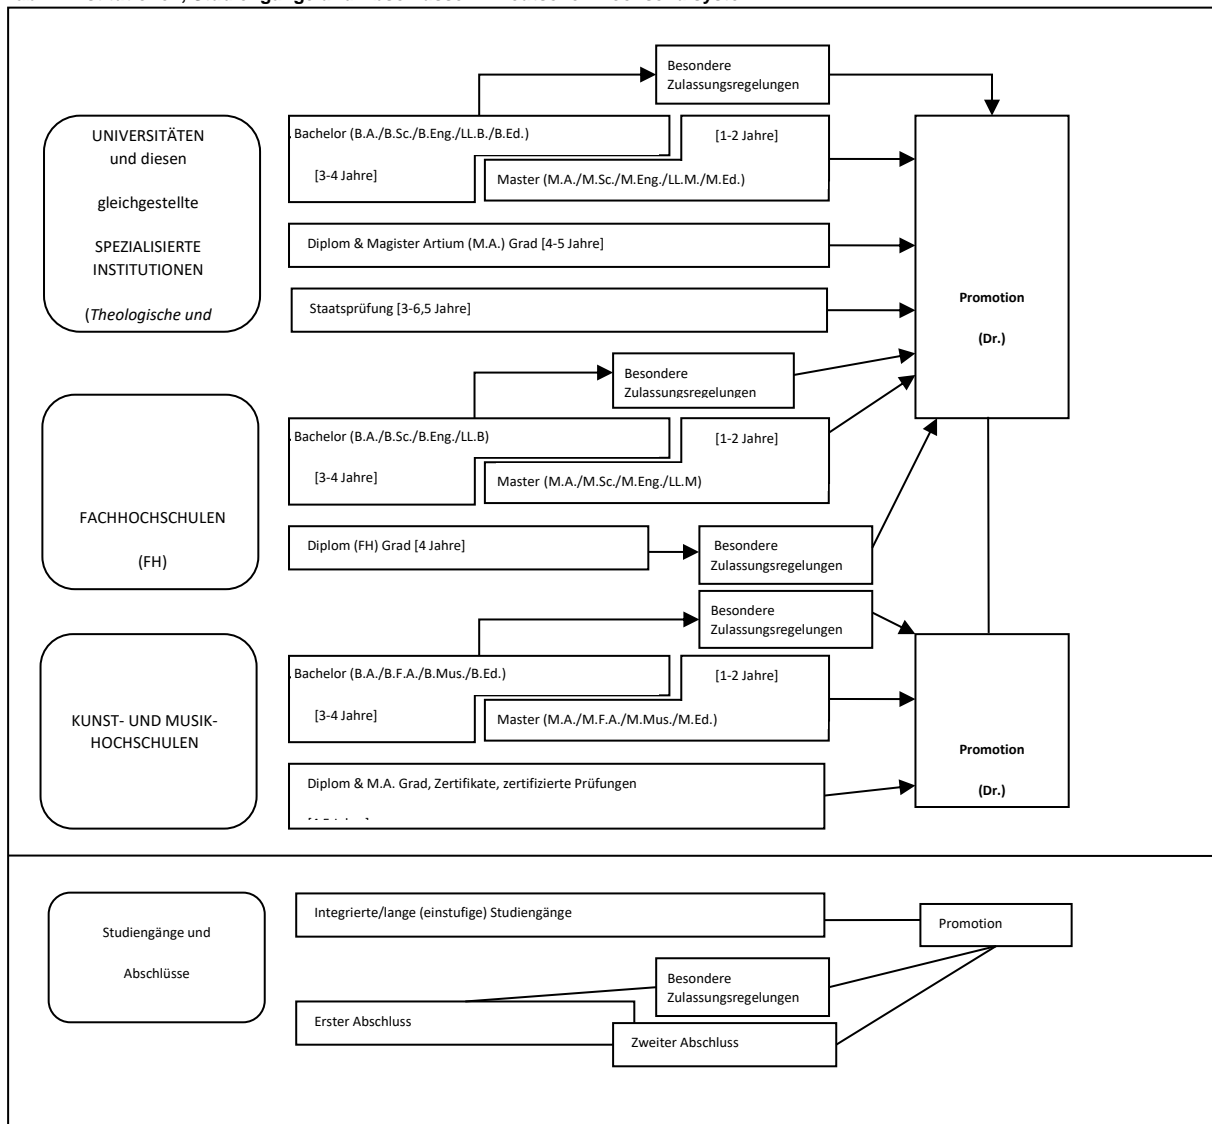 Besondere
Zulassungsregelungen
UNIVERSITÄTEN
und diesen
gleichgestellte
SPEZIALISIERTE
INSTITUTIONEN
(Theologische und
Bachelor (B.A./B.Sc./B.Eng./LL.B./B.Ed.)
[3-4 Jahre]
[1-2 Jahre]
Master (M.A./M.Sc./M.Eng./LL.M./M.Ed.)
Diplom & Magister Artium (M.A.) Grad [4-5 Jahre]
Staatsprüfung [3-6,5 Jahre]
Promotion
(Dr.)
Besondere
Zulassungsregelungen
FACHHOCHSCHULEN
(FH)
Bachelor (B.A./B.Sc./B.Eng./LL.B)
[3-4 Jahre]
[1-2 Jahre]
Master (M.A./M.Sc./M.Eng./LL.M)
Diplom (FH) Grad [4 Jahre]
Besondere
Zulassungsregelungen
Besondere
Zulassungsregelungen
KUNST- UND MUSIK-
HOCHSCHULEN
Bachelor (B.A./B.F.A./B.Mus./B.Ed.)
[3-4 Jahre]
[1-2 Jahre]
Master (M.A./M.F.A./M.Mus./M.Ed.)
Diplom & M.A. Grad, Zertifikate, zertifizierte Prüfungen
Promotion
(Dr.)
Studiengänge und
Abschlüsse
Integrierte/lange (einstufige) Studiengänge
Promotion
Besondere
Zulassungsregelungen
Erster Abschluss
Zweiter Abschluss